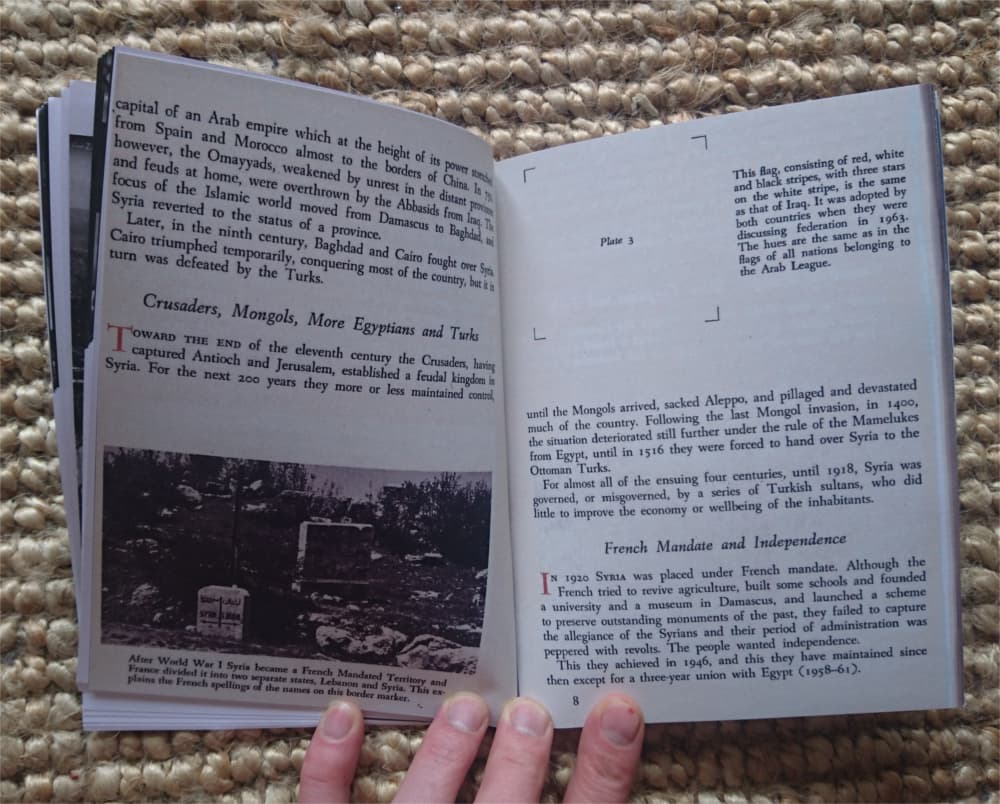 capital of an Arab empire which at the height of its power stretched
from Spain and Morocco almost to the borders of China. In 750,
however, the Omayyads, weakened by unrest in the distant provinces
and feuds at home, were overthrown by the Abbasids from Iraq. The
focus of the Islamic world moved from Damascus to Baghdad, and
Syria reverted to the status of a province.
Later, in the ninth century, Baghdad and Cairo fought over Syria.
Cairo triumphed temporarily, conquering most of the country, but it in
turn was defeated by the Turks.
Crusaders, Mongols, More Egyptians and Turks
TOWARD THE END of the eleventh century the Crusaders, having
captured Antioch and Jerusalem, established a feudal kingdom in
Syria. For the next 200 years they more or less maintained control,
After World War I Syria became a French Mandated Territory and
France divided it into two separate states, Lebanon and Syria. This ex-
plains the French spellings of the names on this border marker.
Plate 3
This flag, consisting of red, white
and black stripes, with three stars
on the white stripe, is the same
as that of Iraq. It was adopted by
both countries when they were
discussing federation in 1963.
The hues are the same as in the
flags of all nations belonging to
the Arab League.
until the Mongols arrived, sacked Aleppo, and pillaged and devastated
much of the country. Following the last Mongol invasion, in 1400,
the situation deteriorated still further under the rule of the Mamelukes
from Egypt, until in 1516 they were forced to hand over Syria to the
Ottoman Turks.
For almost all of the ensuing four centuries, until 1918, Syria was
governed, or misgoverned, by a series of Turkish sultans, who did
little to improve the economy or wellbeing of the inhabitants.
French Mandate and Independence
IN 1920 SYRIA was placed under French mandate. Although the
French tried to revive agriculture, built some schools and founded
a university and a museum in Damascus, and launched a scheme
to preserve outstanding monuments of the past, they failed to capture
the allegiance of the Syrians and their period of administration was
peppered with revolts. The people wanted independence.
This they achieved in 1946, and this they have maintained since
then except for a three-year union with Egypt (1958–61).
8